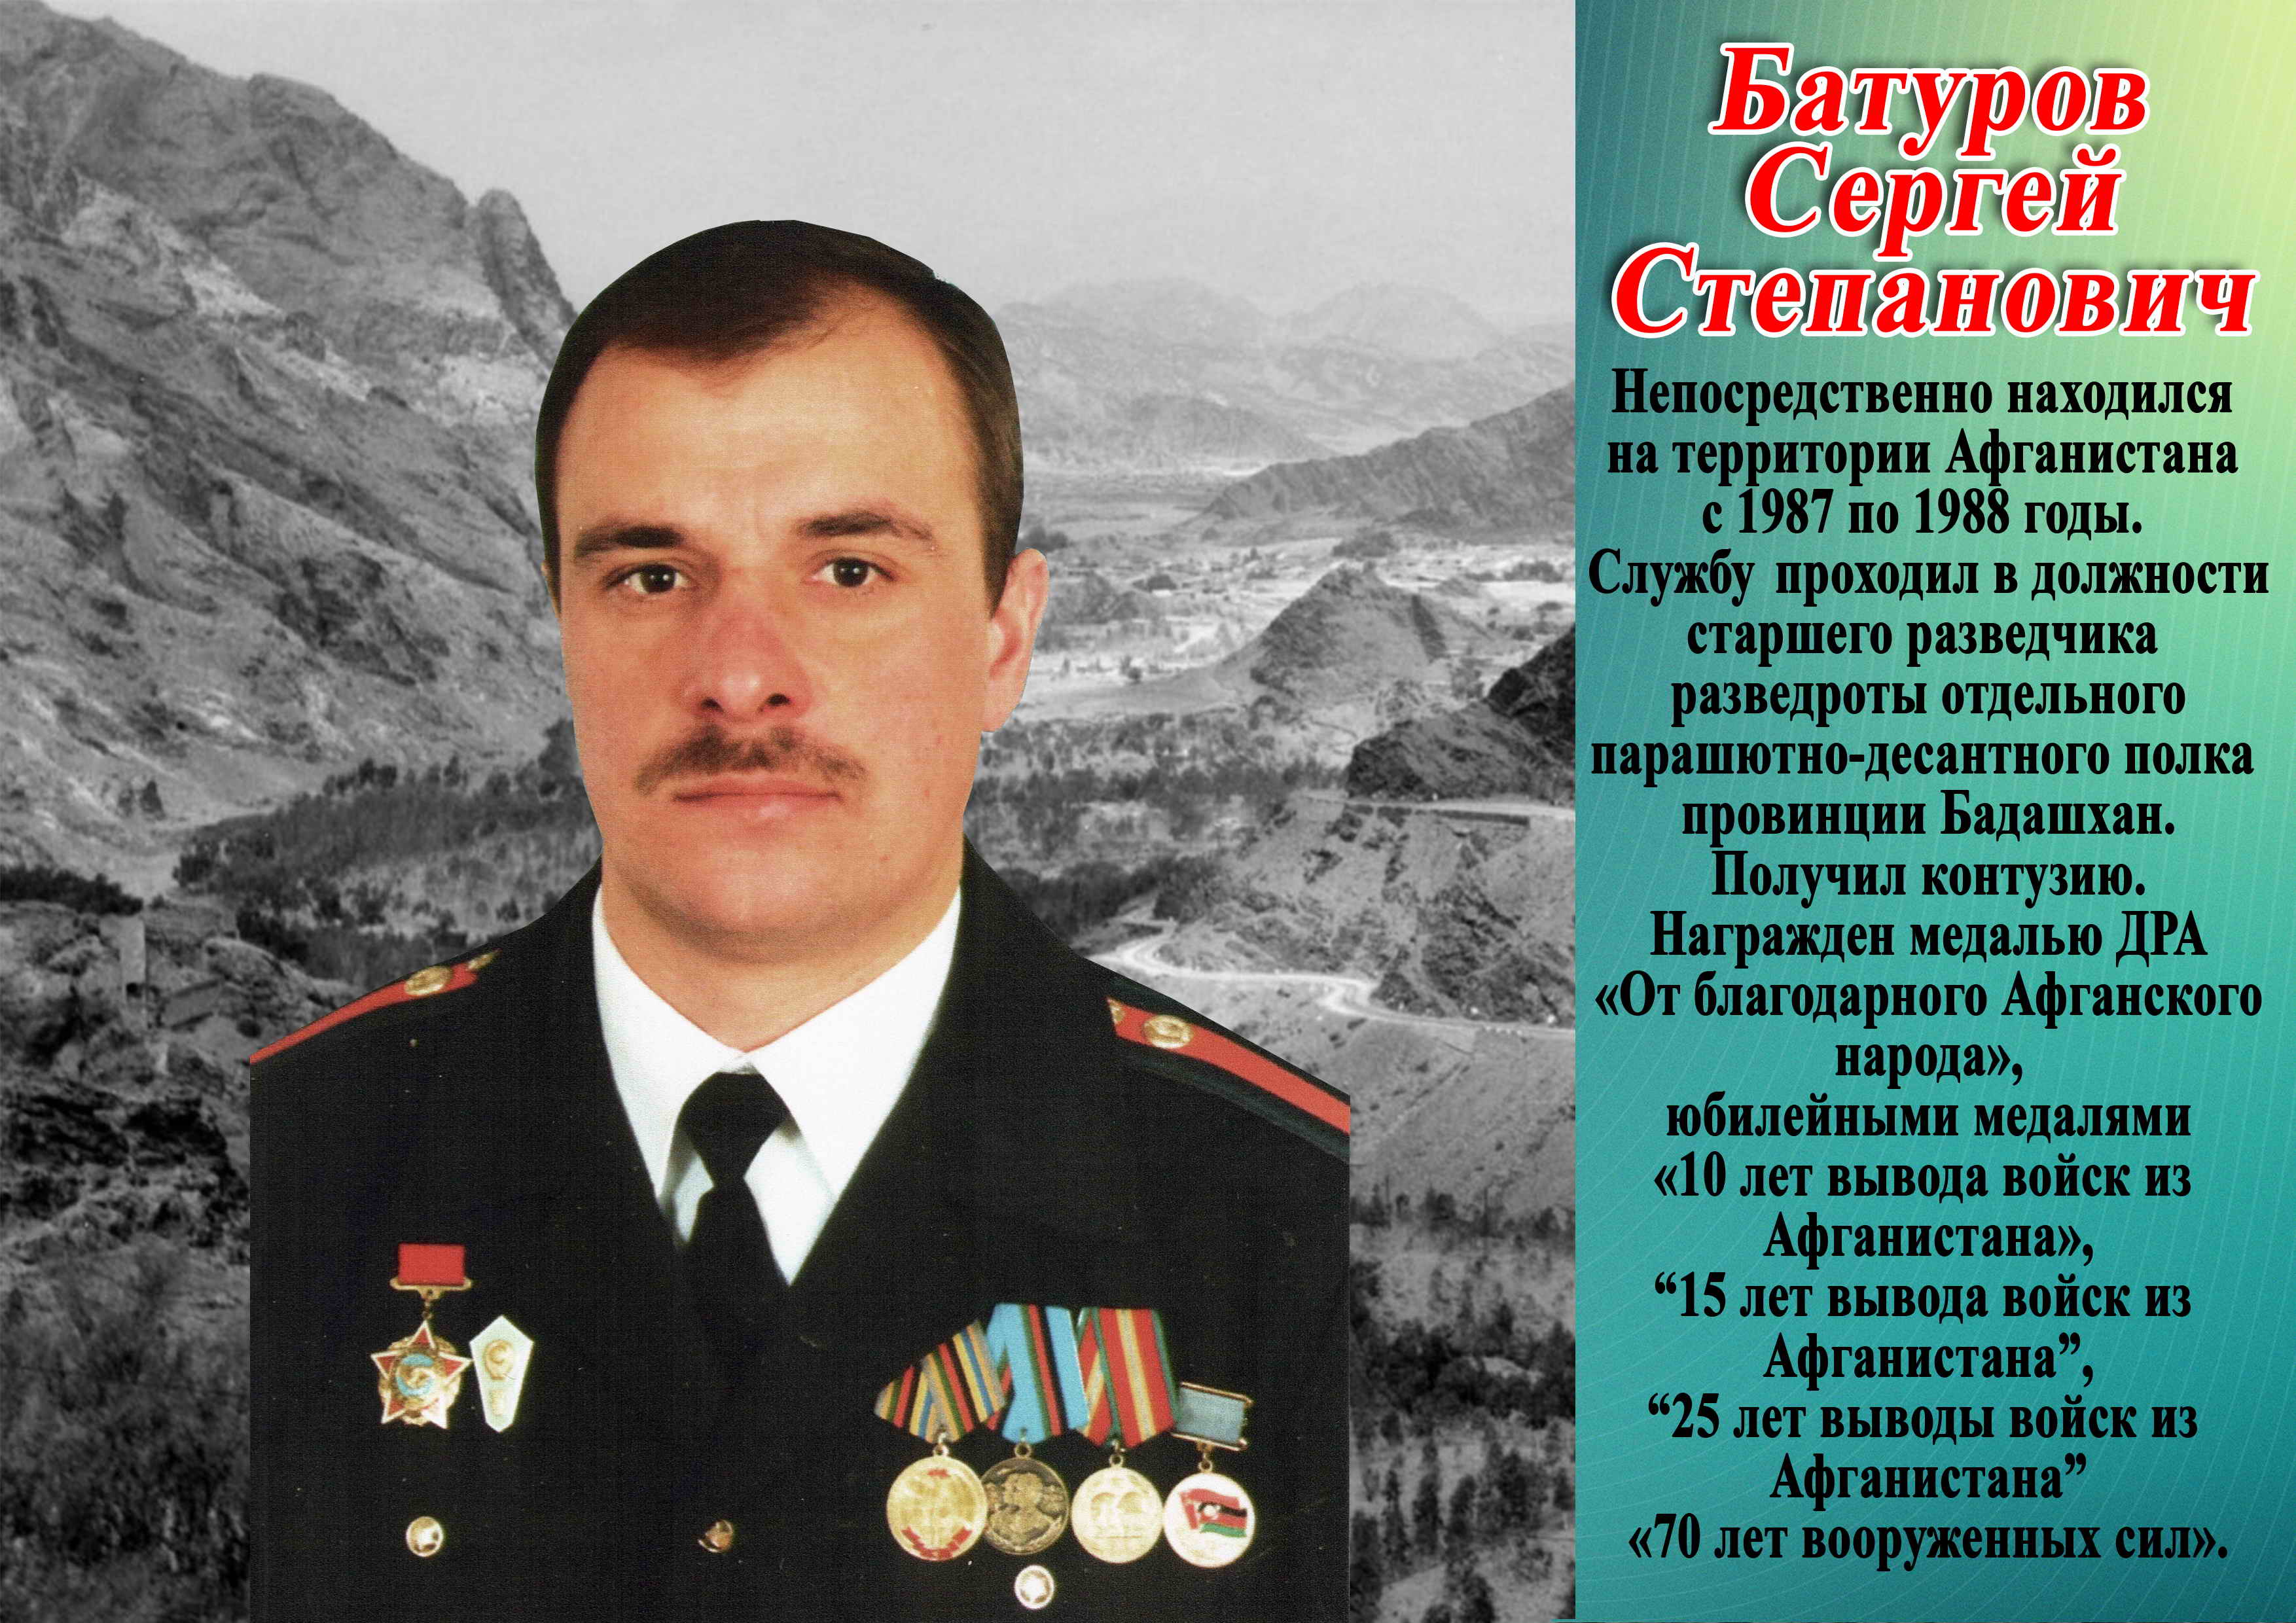 Батуров
Сергей
Степанович
Непосредственно находился
на территории Афганистана
с 1987 по 1988 годы.
Службу проходил в должности
старшего разведчика
разведроты отдельного
парашютно-десантного полка
провинции Бадашхан.
Получил контузию.
Награжден медалью ДРА
«От благодарного Афганского
народа»,
юбилейными медалями
«10 лет вывода войск из
Афганистана»,
“15 лет вывода войск из
Афганистана”,
“25 лет выводы войск из
Афганистана”
«70 лет вооруженных сил».